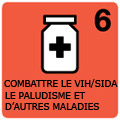 6
COMBATTRE LE VIH/SIDA
LE PALUDISME ET
D'AUTRES MALADIES